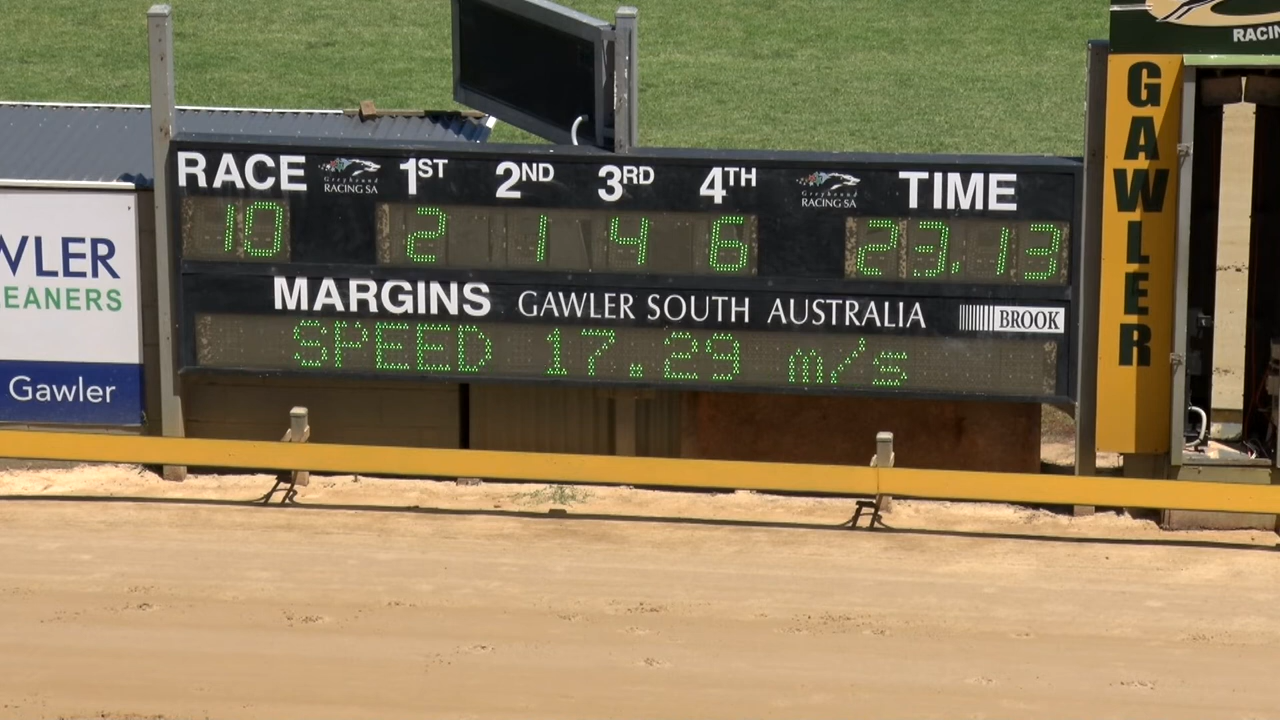 RACIN
GAWLER
RACE Greyhound RACING SA 1ST 2ND 3RD 4TH Greyhound RACING SA TIME
10 2 1 4 6 23.13
MARGINS GAWLER SOUTH AUSTRALIA BROOK
SPEED 17.29 m/s
WLER
EANERS
Gawler